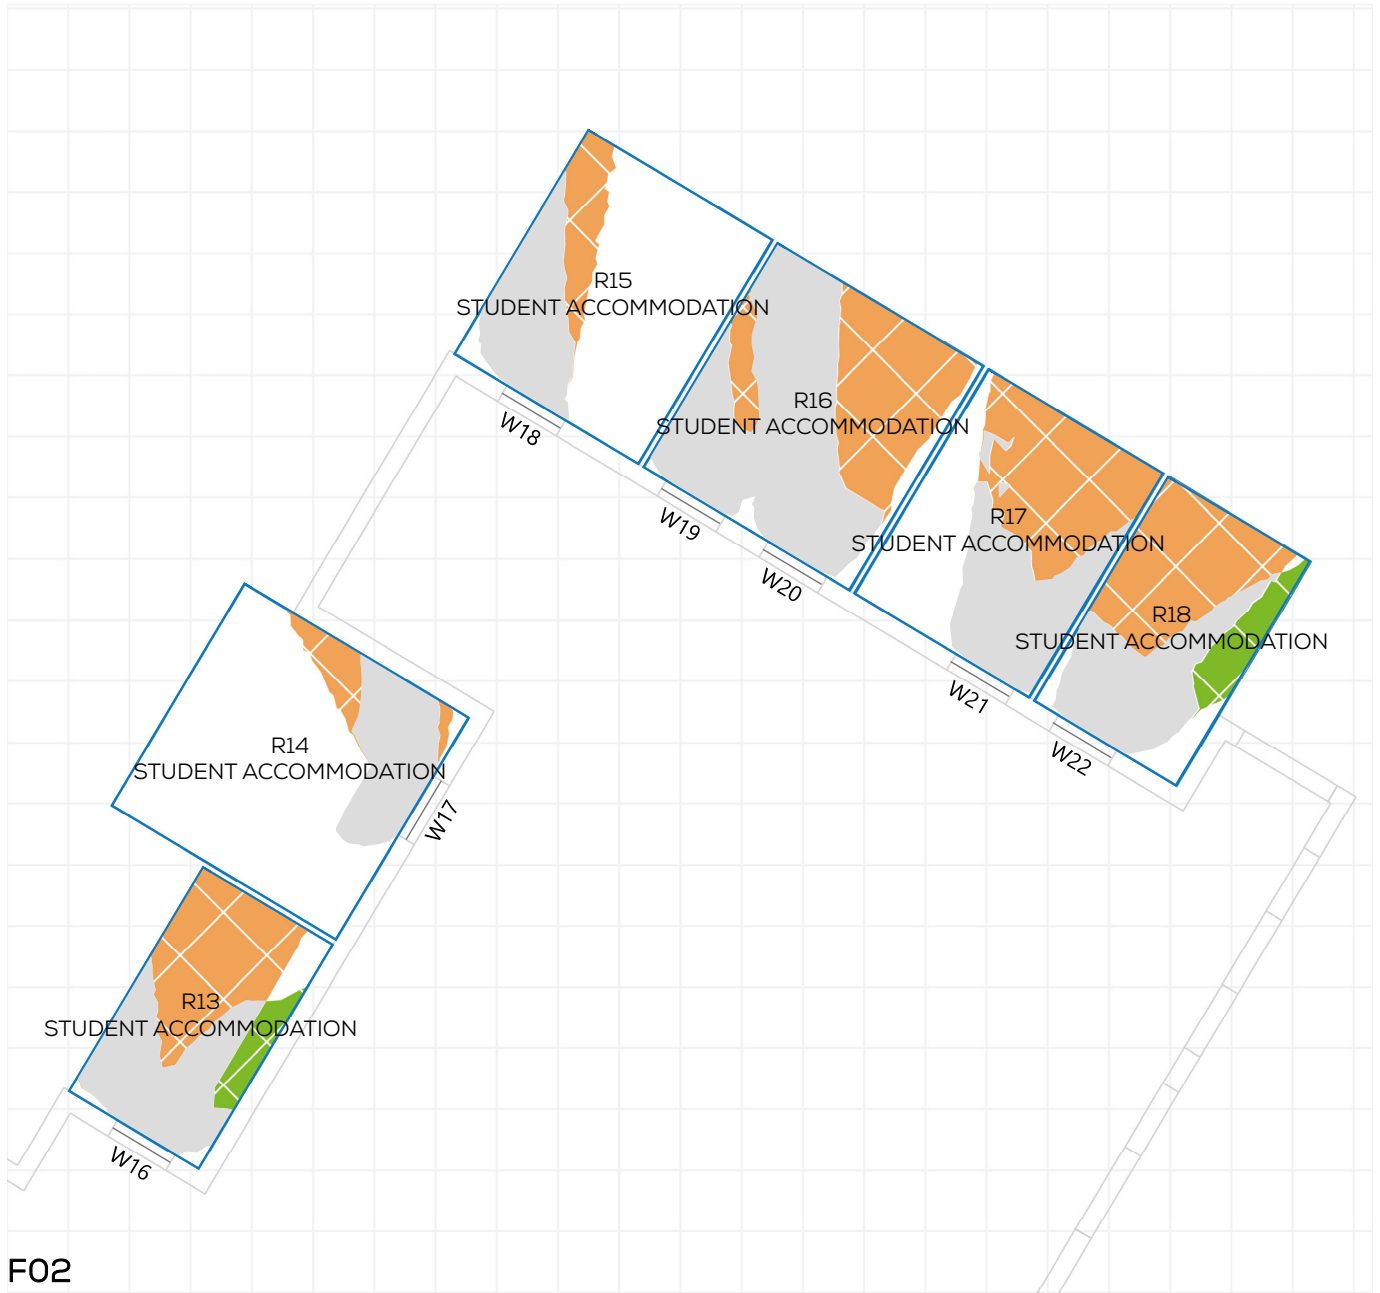 R15
STUDENT ACCOMMODATION
W18
R16
STUDENT ACCOMMODATION
W19
W20
R17
STUDENT ACCOMMODATION
W21
R18
STUDENT ACCOMMODATION
W22
R14
STUDENT ACCOMMODATION
W17
R13
STUDENT ACCOMMODATION
W16
F02